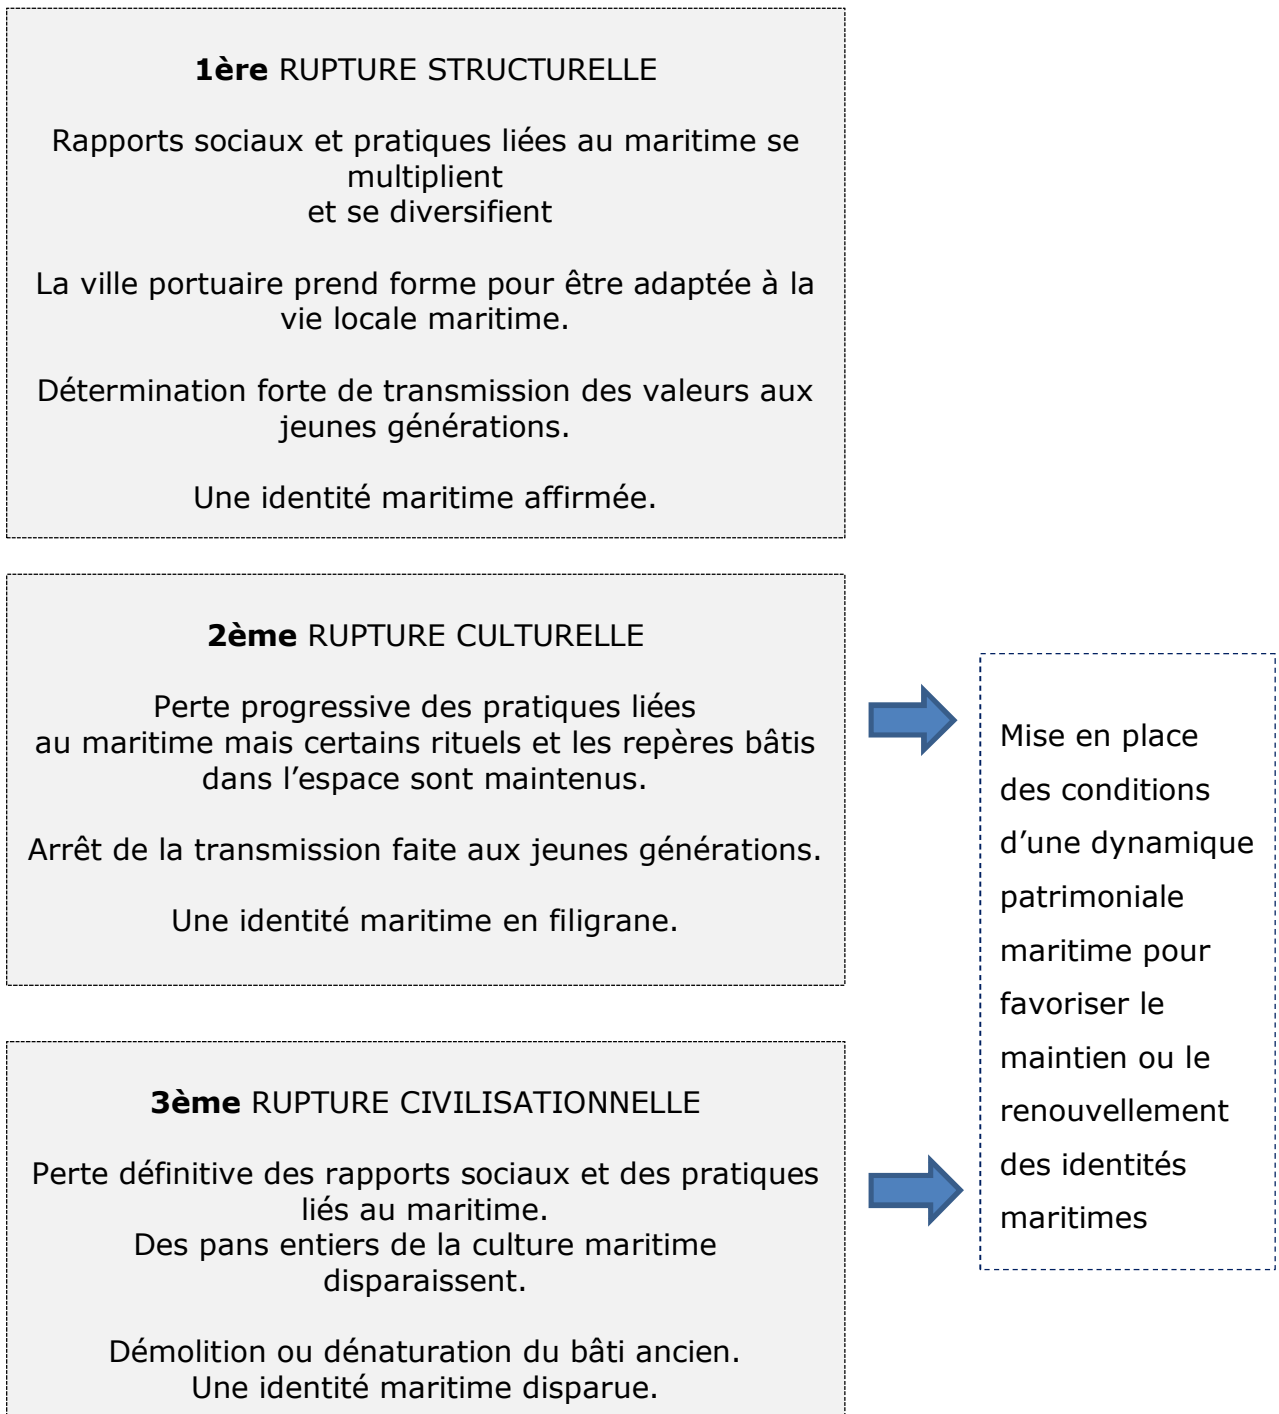 1ère RUPTURE STRUCTURELLE
Rapports sociaux et pratiques liées au maritime se
multiplient
et se diversifient
La ville portuaire prend forme pour être adaptée à la
vie locale maritime.
Détermination forte de transmission des valeurs aux
jeunes générations.
Une identité maritime affirmée.
2ème RUPTURE CULTURELLE
Perte progressive des pratiques liées
au maritime mais certains rituels et les repères bâtis
dans l’espace sont maintenus.
Arrêt de la transmission faite aux jeunes générations.
Une identité maritime en filigrane.
3ème RUPTURE CIVILISATIONNELLE
Perte définitive des rapports sociaux et des pratiques
liés au maritime.
Des pans entiers de la culture maritime
disparaissent.
Démolition ou dénaturation du bâti ancien.
Une identité maritime disparue.
Mise en place
des conditions
d’une dynamique
patrimoniale
maritime pour
favoriser le
maintien ou le
renouvellement
des identités
maritimes